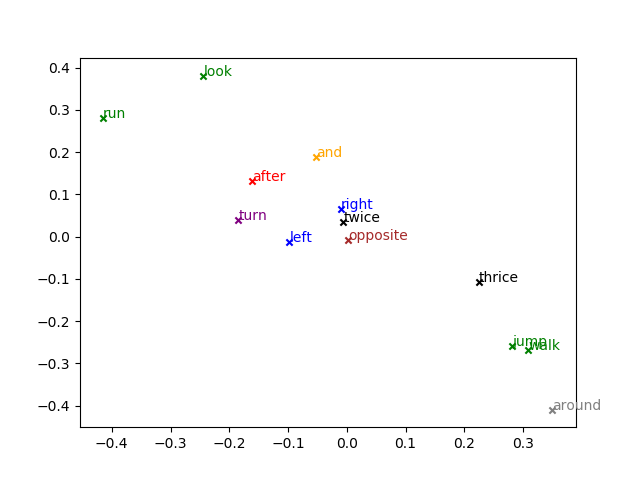 0.4
look
0.3
run
0.2
and
after
0.1
right
turn
twice
0.0
left
opposite
−0.1
thrice
−0.2
jump
walk
−0.3
−0.4
around
−0.4
−0.3
−0.2
−0.1
0.0
0.1
0.2
0.3